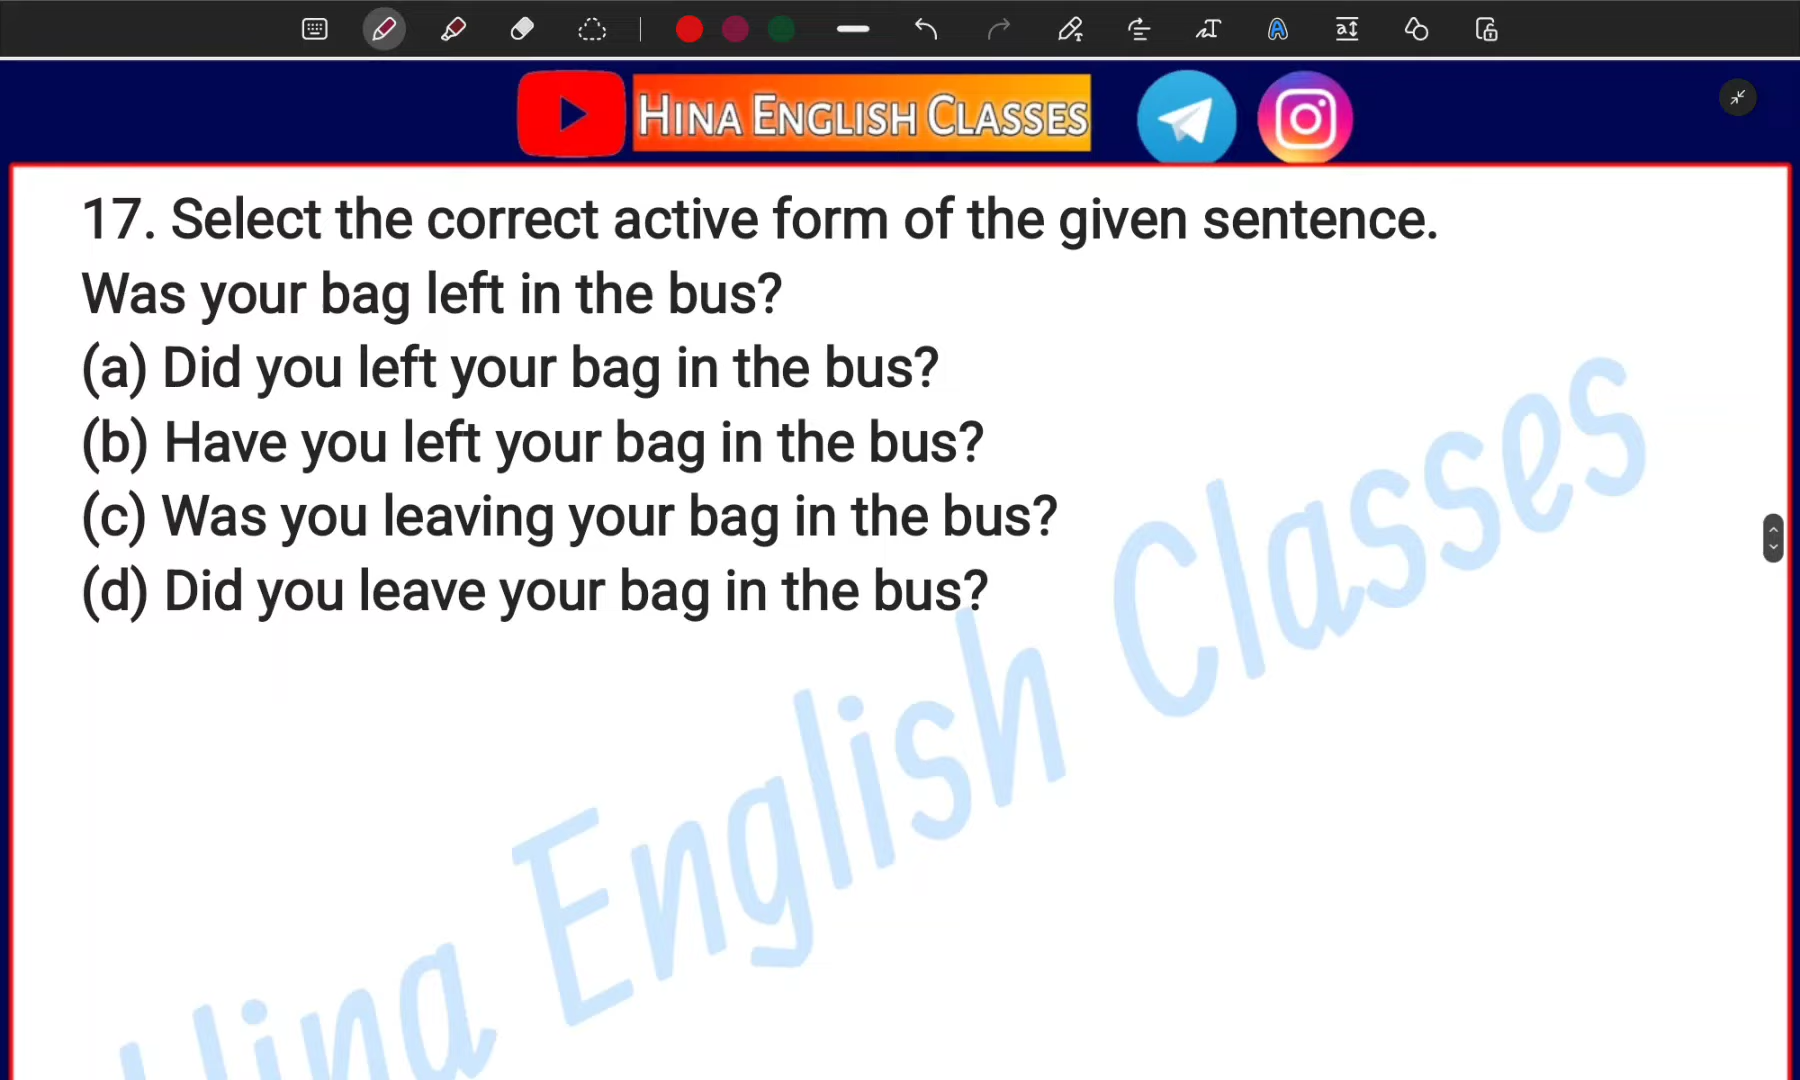 HINA ENGLISH CLASSES
17. Select the correct active form of the given sentence.
Was your bag left in the bus?
(a) Did you left your bag in the bus?
(b) Have you left your bag in the bus?
(c) Was you leaving your bag in the bus?
(d) Did you leave your bag in the bus?
Hina English Classes